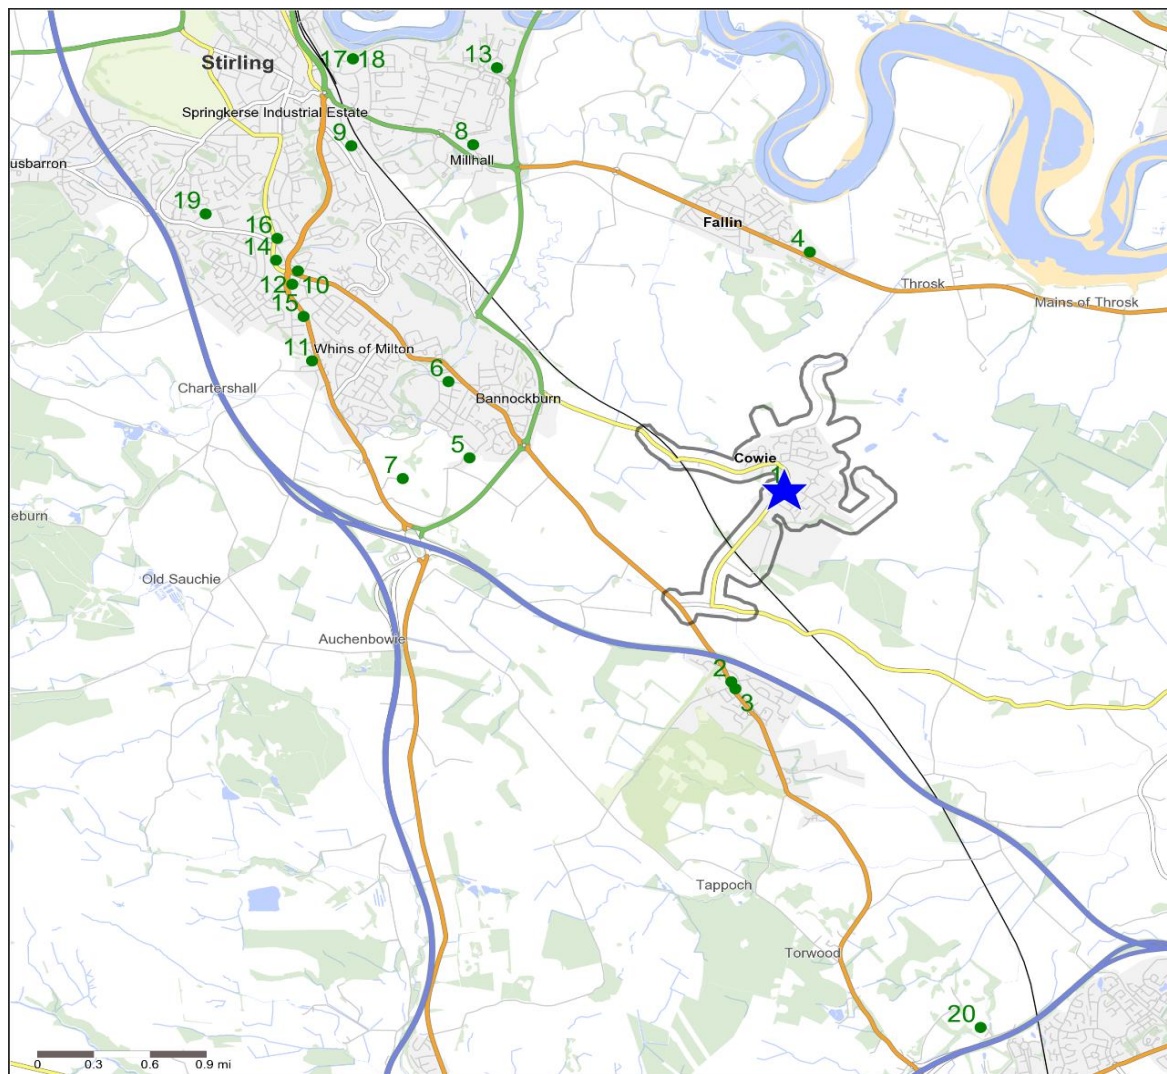 17 18
13
Stirling
Springkerse Industrial Estate
9
8
Millhall
usbarron
19
16
14
Fallin
4
12 10
Throsk
Mains of Throsk
15
11
Whins of Milton
Chartershall
6
Bannockburn
5
7
Cowie
1
eburn
Old Sauchie
Auchenbowie
2
3
Tappoch
Torwood
20
0 0.3 0.6 0.9 mi